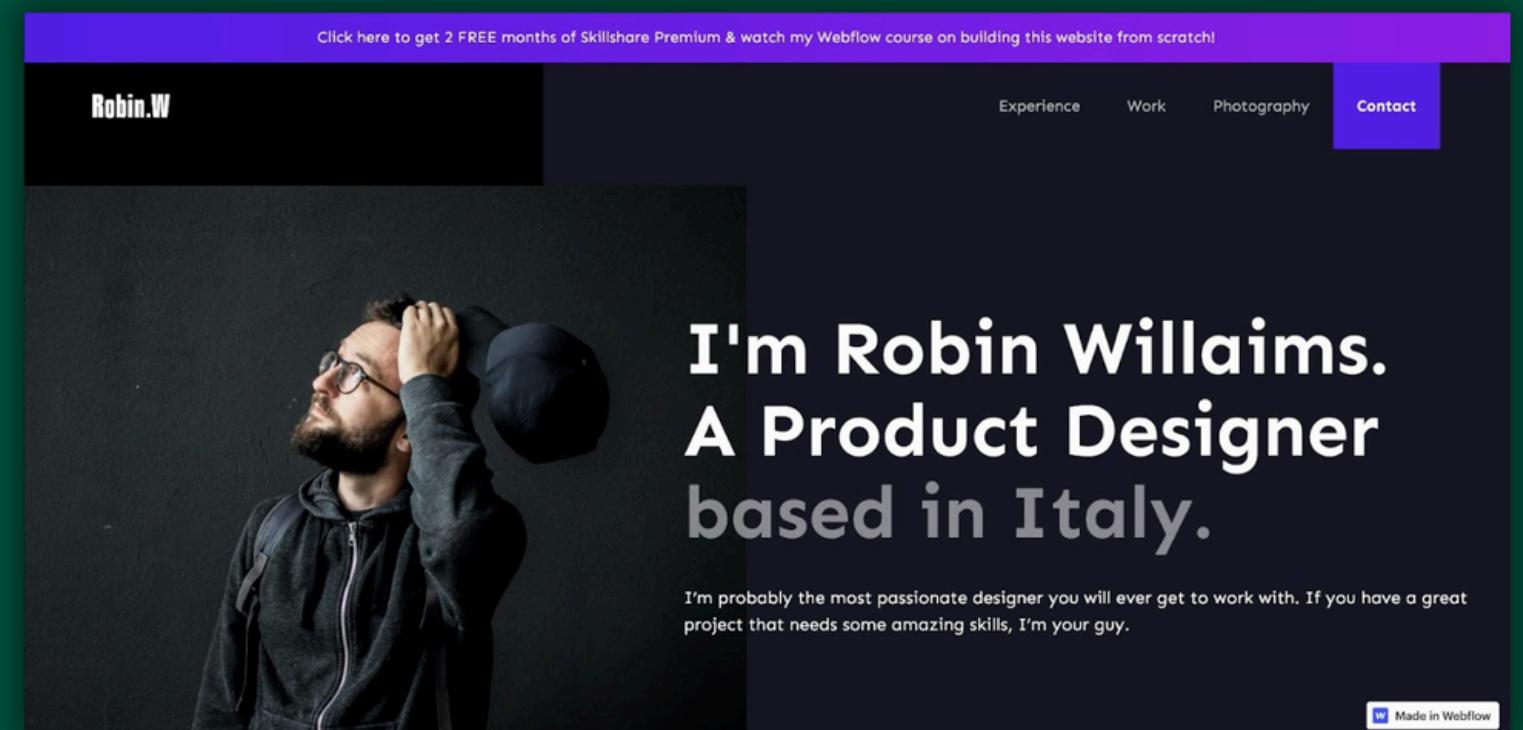 Click here to get 2 FREE months of Skillshare Premium & watch my Webflow course on building this website from scratch!
Robin.W
Experience
Work
Photography
Contact
I'm Robin Willaims.
A Product Designer
based in Italy.
I’m probably the most passionate designer you will ever get to work with. If you have a great
project that needs some amazing skills, I’m your guy.
Made in Webflow